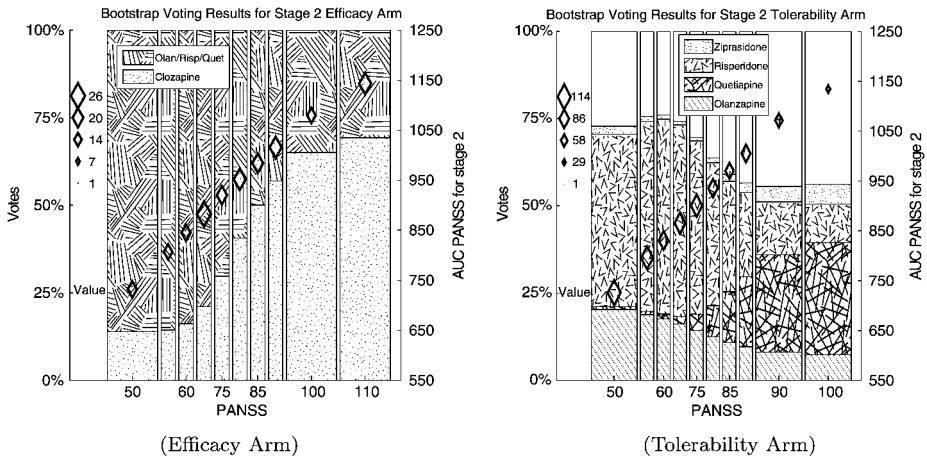 Bootstrap Voting Results for Stage 2 Efficacy Arm
100%
75%
50%
25%
0%
Votes
26
20
14
7
1
Value
Olan/Risp/Quet
Clozapine
1250
1150
1050
950
850
750
650
550
AUC PANSS for stage 2
50
60
75
85
100
110
PANSS
(Efficacy Arm)
Bootstrap Voting Results for Stage 2 Tolerability Arm
100%
75%
50%
25%
0%
Votes
114
86
58
29
1
Value
Ziprasidone
Risperidone
Quetiapine
Olanzapine
1250
1150
1050
950
850
750
650
550
AUC PANSS for stage 2
50
60
75
85
90
100
PANSS
(Tolerability Arm)